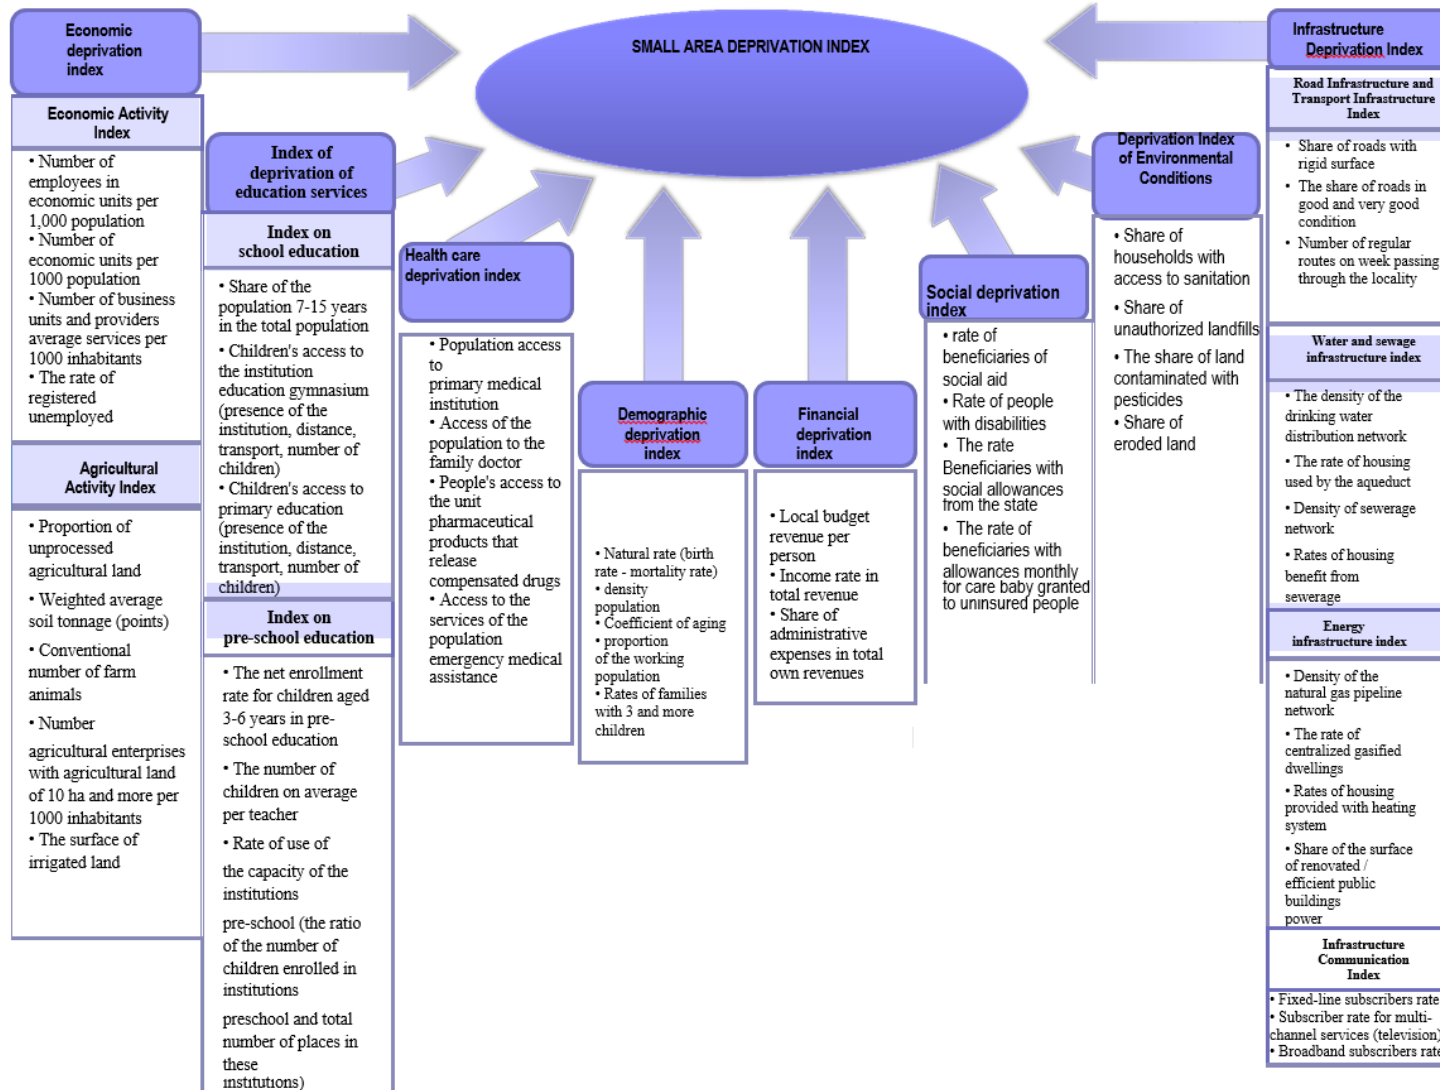 SMALL AREA DEPRIVATION INDEX
Economic
deprivation
index
Economic Activity
Index
• Number of
employees in
economic units per
1,000 population
• Number of
economic units per
1000 population
• Number of business
units and providers
average services per
1000 inhabitants
• The rate of
registered
unemployed
Agricultural
Activity Index
• Proportion of
unprocessed
agricultural land
• Weighted average
soil tonnage (points)
• Conventional
number of farm
animals
• Number
agricultural enterprises
with agricultural land
of 10 ha and more per
1000 inhabitants
• The surface of
irrigated land
Index of
deprivation of
education services
Index on
school education
• Share of the
population 7-15 years
in the total population
• Children's access to
the institution
education gymnasium
(presence of the
institution, distance,
transport, number of
children)
• Children's access to
primary education
(presence of the
institution, distance,
transport, number of
children)
Index on
pre-school education
• The net enrollment
rate for children aged
3-6 years in pre-
school education
• The number of
children on average
per teacher
• Rate of use of
the capacity of the
institutions
pre-school (the ratio
of the number of
children enrolled in
institutions
preschool and total
number of places in
these
institutions)
Health care
deprivation index
• Population access
to
primary medical
institution
• Access of the
population to the
family doctor
• People's access to
the unit
pharmaceutical
products that
release
compensated drugs
• Access to the
services of the
population
emergency medical
assistance
Demographic
deprivation
index
• Natural rate (birth
rate - mortality rate)
• density
population
• Coefficient of aging
• proportion
of the working
population
• Rates of families
with 3 and more
children
Financial
deprivation
index
• Local budget
revenue per
person
• Income rate in
total revenue
• Share of
administrative
expenses in total
own revenues
Social deprivation
index
• rate of
beneficiaries of
social aid
• Rate of people
with disabilities
• The rate
Beneficiaries with
social allowances
from the state
• The rate of
beneficiaries with
allowances monthly
for care baby granted
to uninsured people
Deprivation Index
of Environmental
Conditions
• Share of
households with
access to sanitation
• Share of
unauthorized landfills
• The share of land
contaminated with
pesticides
• Share of
eroded land
Infrastructure
Deprivation Index
Road Infrastructure and
Transport Infrastructure
Index
• Share of roads with
rigid surface
• The share of roads in
good and very good
condition
• Number of regular
routes on week passing
through the locality
Water and sewage
infrastructure index
• The density of the
drinking water
distribution network
• The rate of housing
used by the aqueduct
• Density of sewerage
network
• Rates of housing
benefit from
sewerage
Energy
infrastructure index
• Density of the
natural gas pipeline
network
• The rate of
centralized gasified
dwellings
• Rates of housing
provided with heating
system
• Share of the surface
of renovated /
efficient public
buildings
power
Infrastructure
Communication
Index
• Fixed-line subscribers rate
• Subscriber rate for multi-
channel services (television)
• Broadband subscribers rate